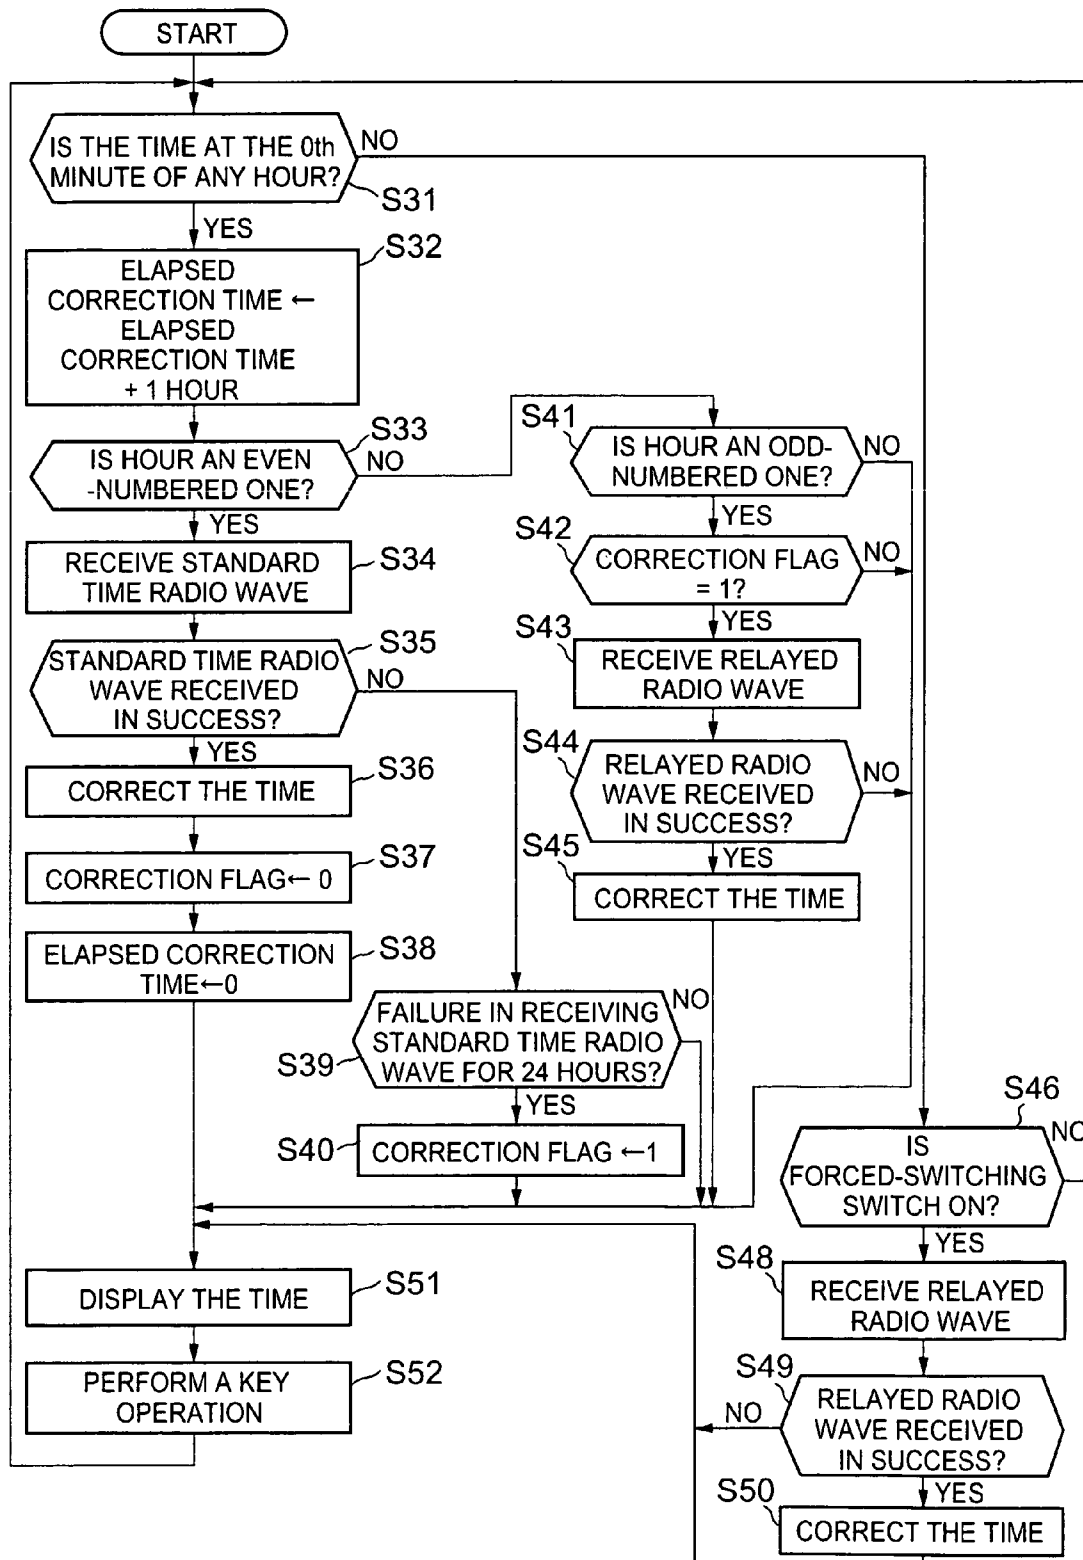 START
IS THE TIME AT THE 0th
MINUTE OF ANY HOUR?
NO
S31
YES
S32
ELAPSED
CORRECTION TIME ←
ELAPSED
CORRECTION TIME
+ 1 HOUR
S33
IS HOUR AN EVEN
-NUMBERED ONE?
NO
YES
S34
RECEIVE STANDARD
TIME RADIO WAVE
S35
STANDARD TIME RADIO
WAVE RECEIVED
IN SUCCESS?
NO
YES
S36
CORRECT THE TIME
S37
CORRECTION FLAG← 0
S38
ELAPSED CORRECTION
TIME←0
S39
FAILURE IN RECEIVING
STANDARD TIME RADIO
WAVE FOR 24 HOURS?
NO
YES
S40
CORRECTION FLAG ←1
S41
IS HOUR AN ODD-
NUMBERED ONE?
NO
YES
S42
CORRECTION FLAG
= 1?
NO
YES
S43
RECEIVE RELAYED
RADIO WAVE
S44
RELAYED RADIO
WAVE RECEIVED
IN SUCCESS?
NO
YES
S45
CORRECT THE TIME
S46
IS
FORCED-SWITCHING
SWITCH ON?
NO
YES
S48
RECEIVE RELAYED
RADIO WAVE
S49
RELAYED RADIO
WAVE RECEIVED
IN SUCCESS?
NO
YES
S50
CORRECT THE TIME
S51
DISPLAY THE TIME
S52
PERFORM A KEY
OPERATION